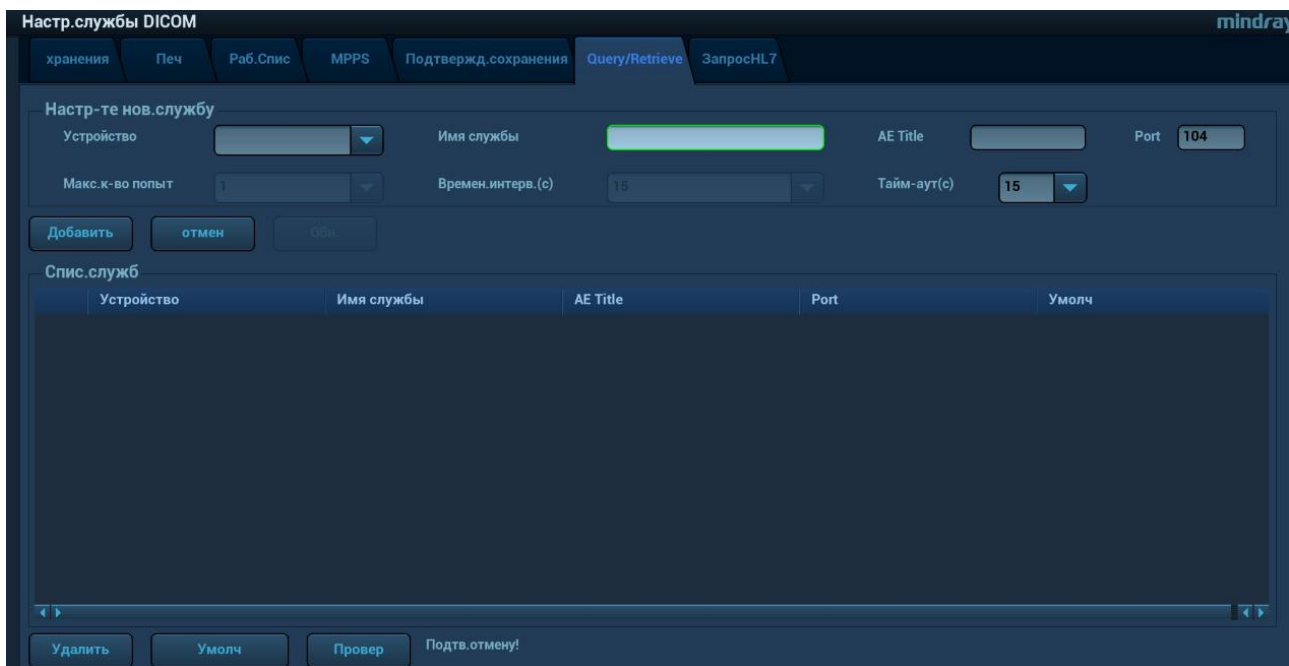 Настр.службы DICOM
mindray
хранения Печ Раб.Спис MPPS Подтвержд.сохранения Query/Retrieve ЗапросHL7
Настр-те нов.службу
Устройство Имя службы AE Title Port 104
Макс.к-во попыт 1 Времен.интерв.(с) 15 Тайм-аут(с) 15
Добавить отмен Обн.
Спис.служб
Устройство Имя службы AE Title Port Умолч
Удалить Умолч Провер Подтв.отмену!